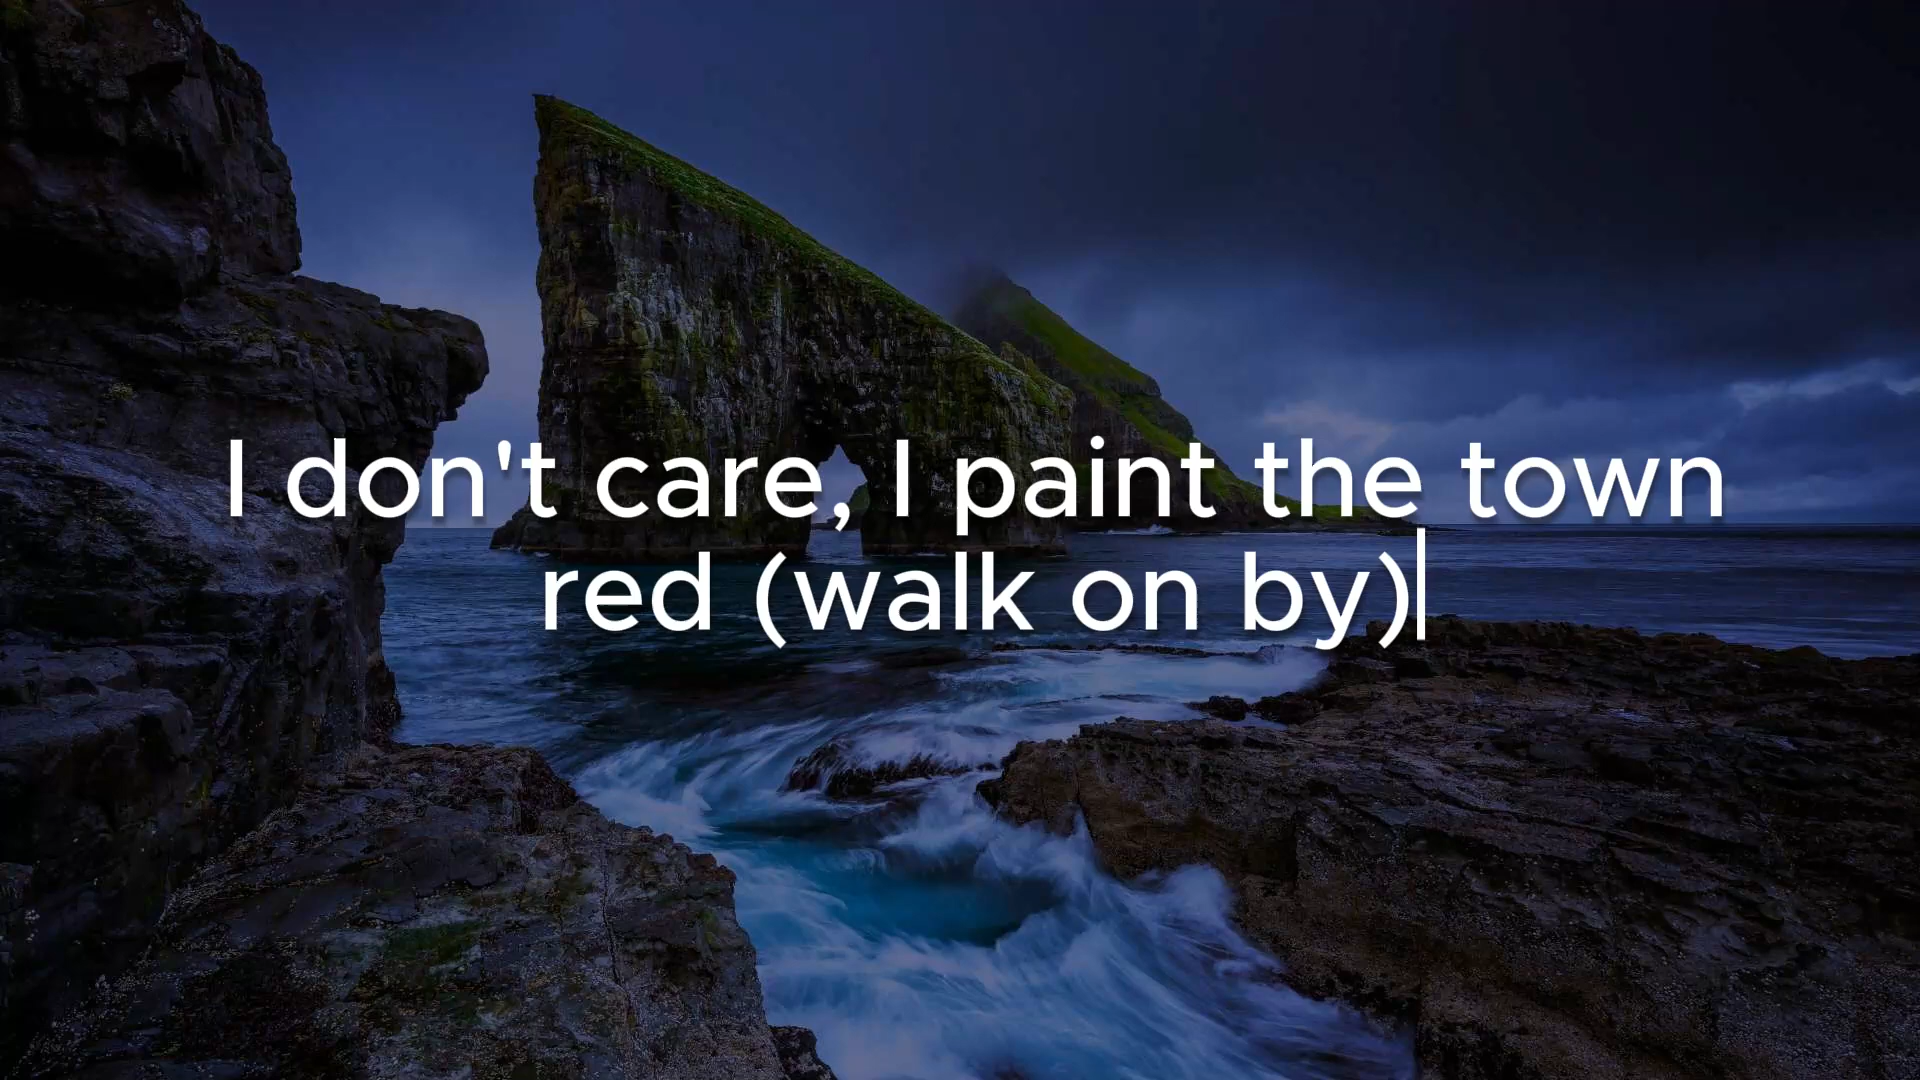 I don't care, I paint the town
red (walk on by)